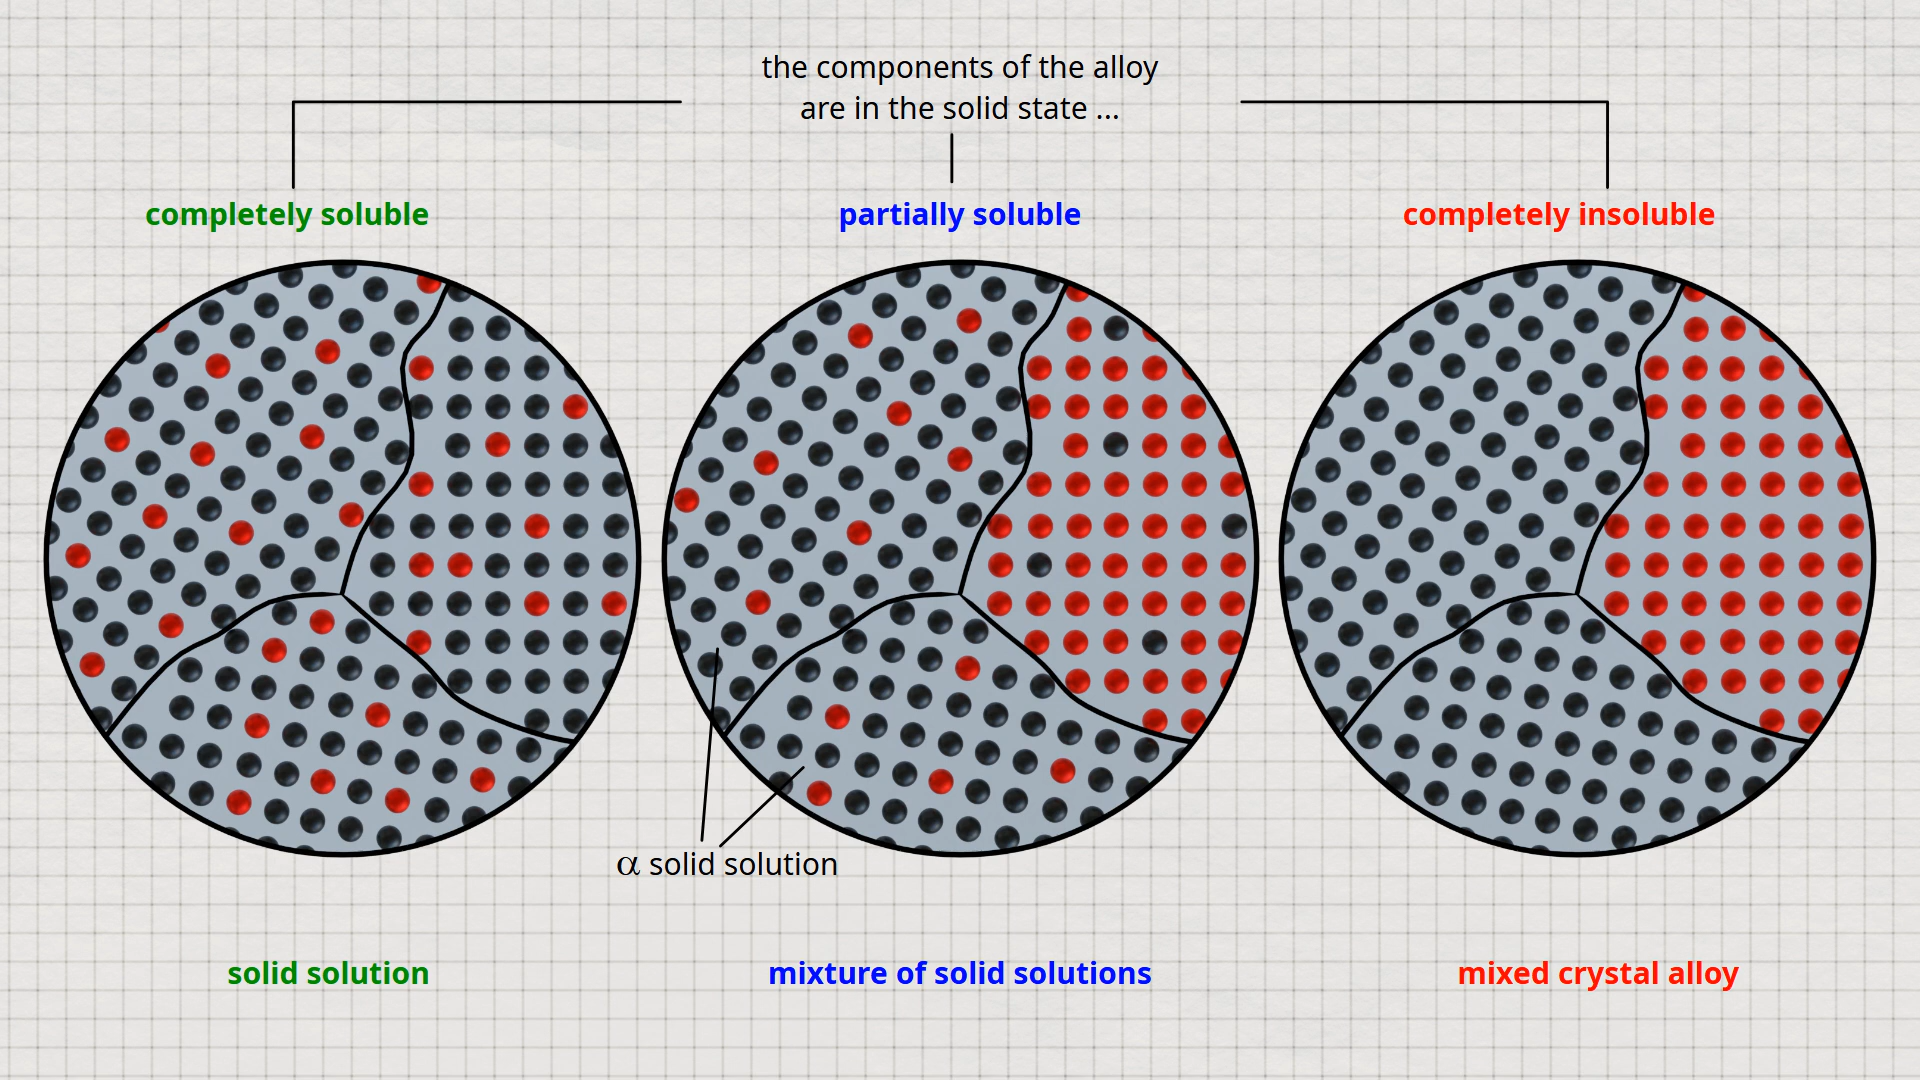 the components of the alloy
are in the solid state ...
completely soluble
partially soluble
completely insoluble
α solid solution
solid solution
mixture of solid solutions
mixed crystal alloy